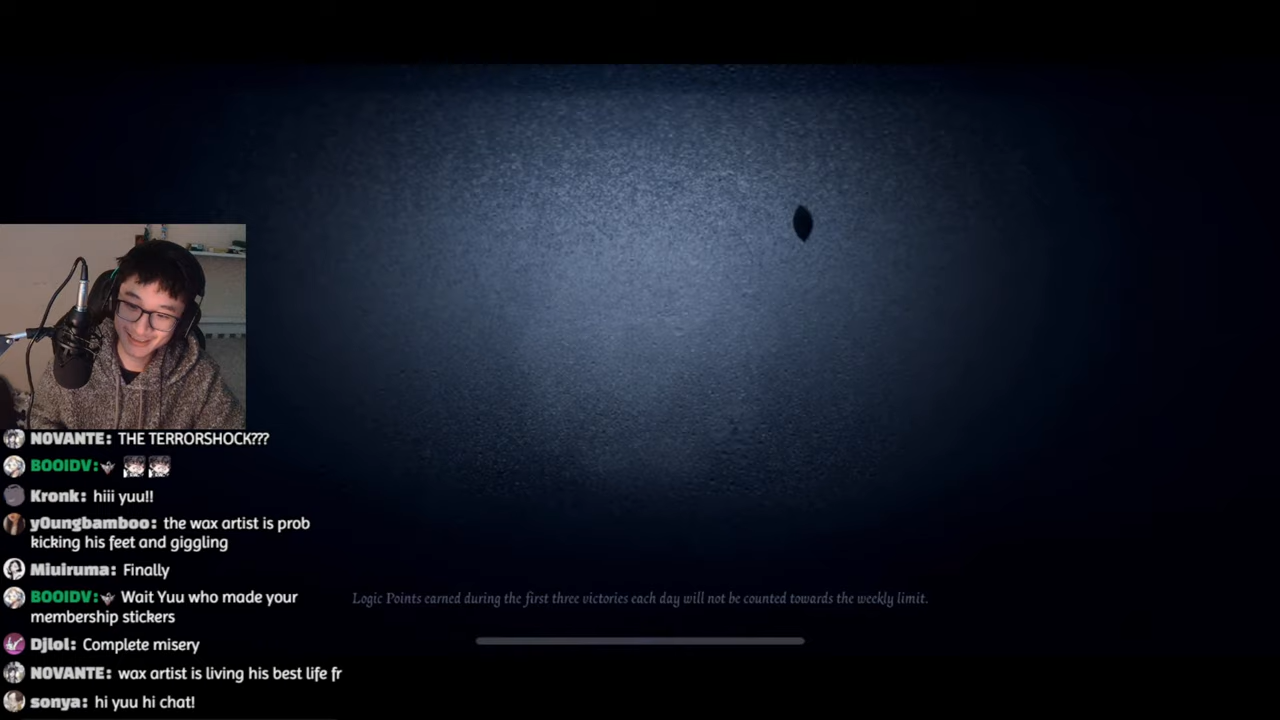 NOVANTE: THE TERRORSHOCK???
BOOIDV:
Kronk: hiii yuu!!
y0ungbamboo: the wax artist is prob
kicking his feet and giggling
Miuiruma: Finally
BOOIDV: Wait Yuu who made your
membership stickers
Djlol: Complete misery
NOVANTE: wax artist is living his best life fr
sonya: hi yuu hi chat!
Logic Points earned during the first three victories each day will not be counted towards the weekly limit.